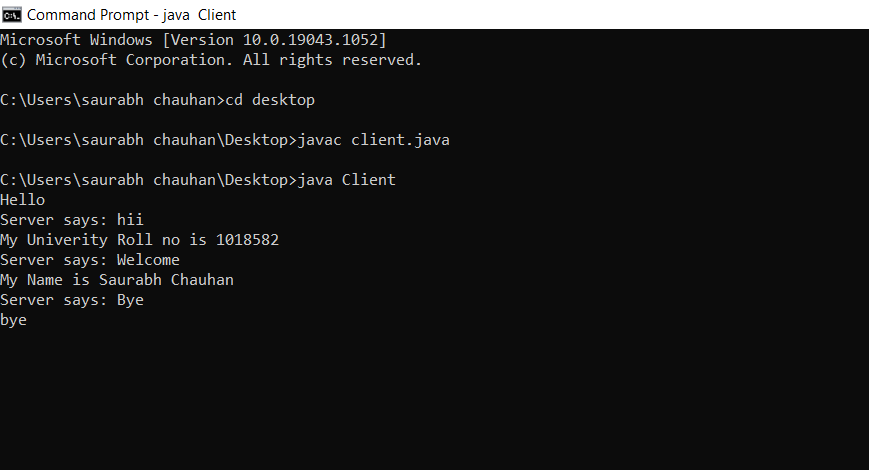 Command Prompt - java  Client
Microsoft Windows [Version 10.0.19043.1052]
(c) Microsoft Corporation. All rights reserved.
C:\Users\saurabh chauhan>cd desktop
C:\Users\saurabh chauhan\Desktop>javac client.java
C:\Users\saurabh chauhan\Desktop>java Client
Hello
Server says: hii
My Univerity Roll no is 1018582
Server says: Welcome
My Name is Saurabh Chauhan
Server says: Bye
bye